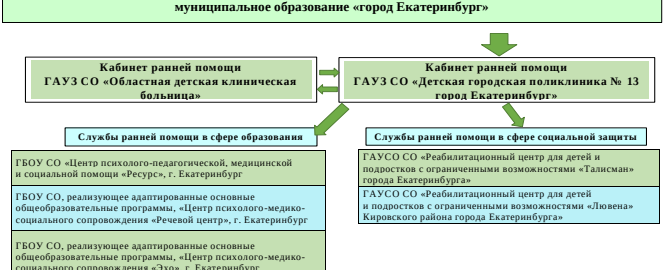 муниципальное образование «город Екатеринбург»
Кабинет ранней помощи
ГАУЗ СО «Областная детская клиническая
больница»
Кабинет ранней помощи
ГАУЗ СО «Детская городская поликлиника № 13
город Екатеринбург»
Службы ранней помощи в сфере образования
ГБОУ СО «Центр психолого-педагогической, медицинской
и социальной помощи «Ресурс», г. Екатеринбург
ГБОУ СО, реализующее адаптированные основные
общеобразовательные программы, «Центр психолого-медико-
социального сопровождения «Речевой центр», г. Екатеринбург
ГБОУ СО, реализующее адаптированные основные
общеобразовательные программы, «Центр психолого-медико-
социального сопровождения «Эхо», г. Екатеринбург
Службы ранней помощи в сфере социальной защиты
ГАУСО СО «Реабилитационный центр для детей и
подростков с ограниченными возможностями «Талисман»
города Екатеринбурга»
ГАУСО СО «Реабилитационный центр для детей
и подростков с ограниченными возможностями «Лювена»
Кировского района города Екатеринбурга»